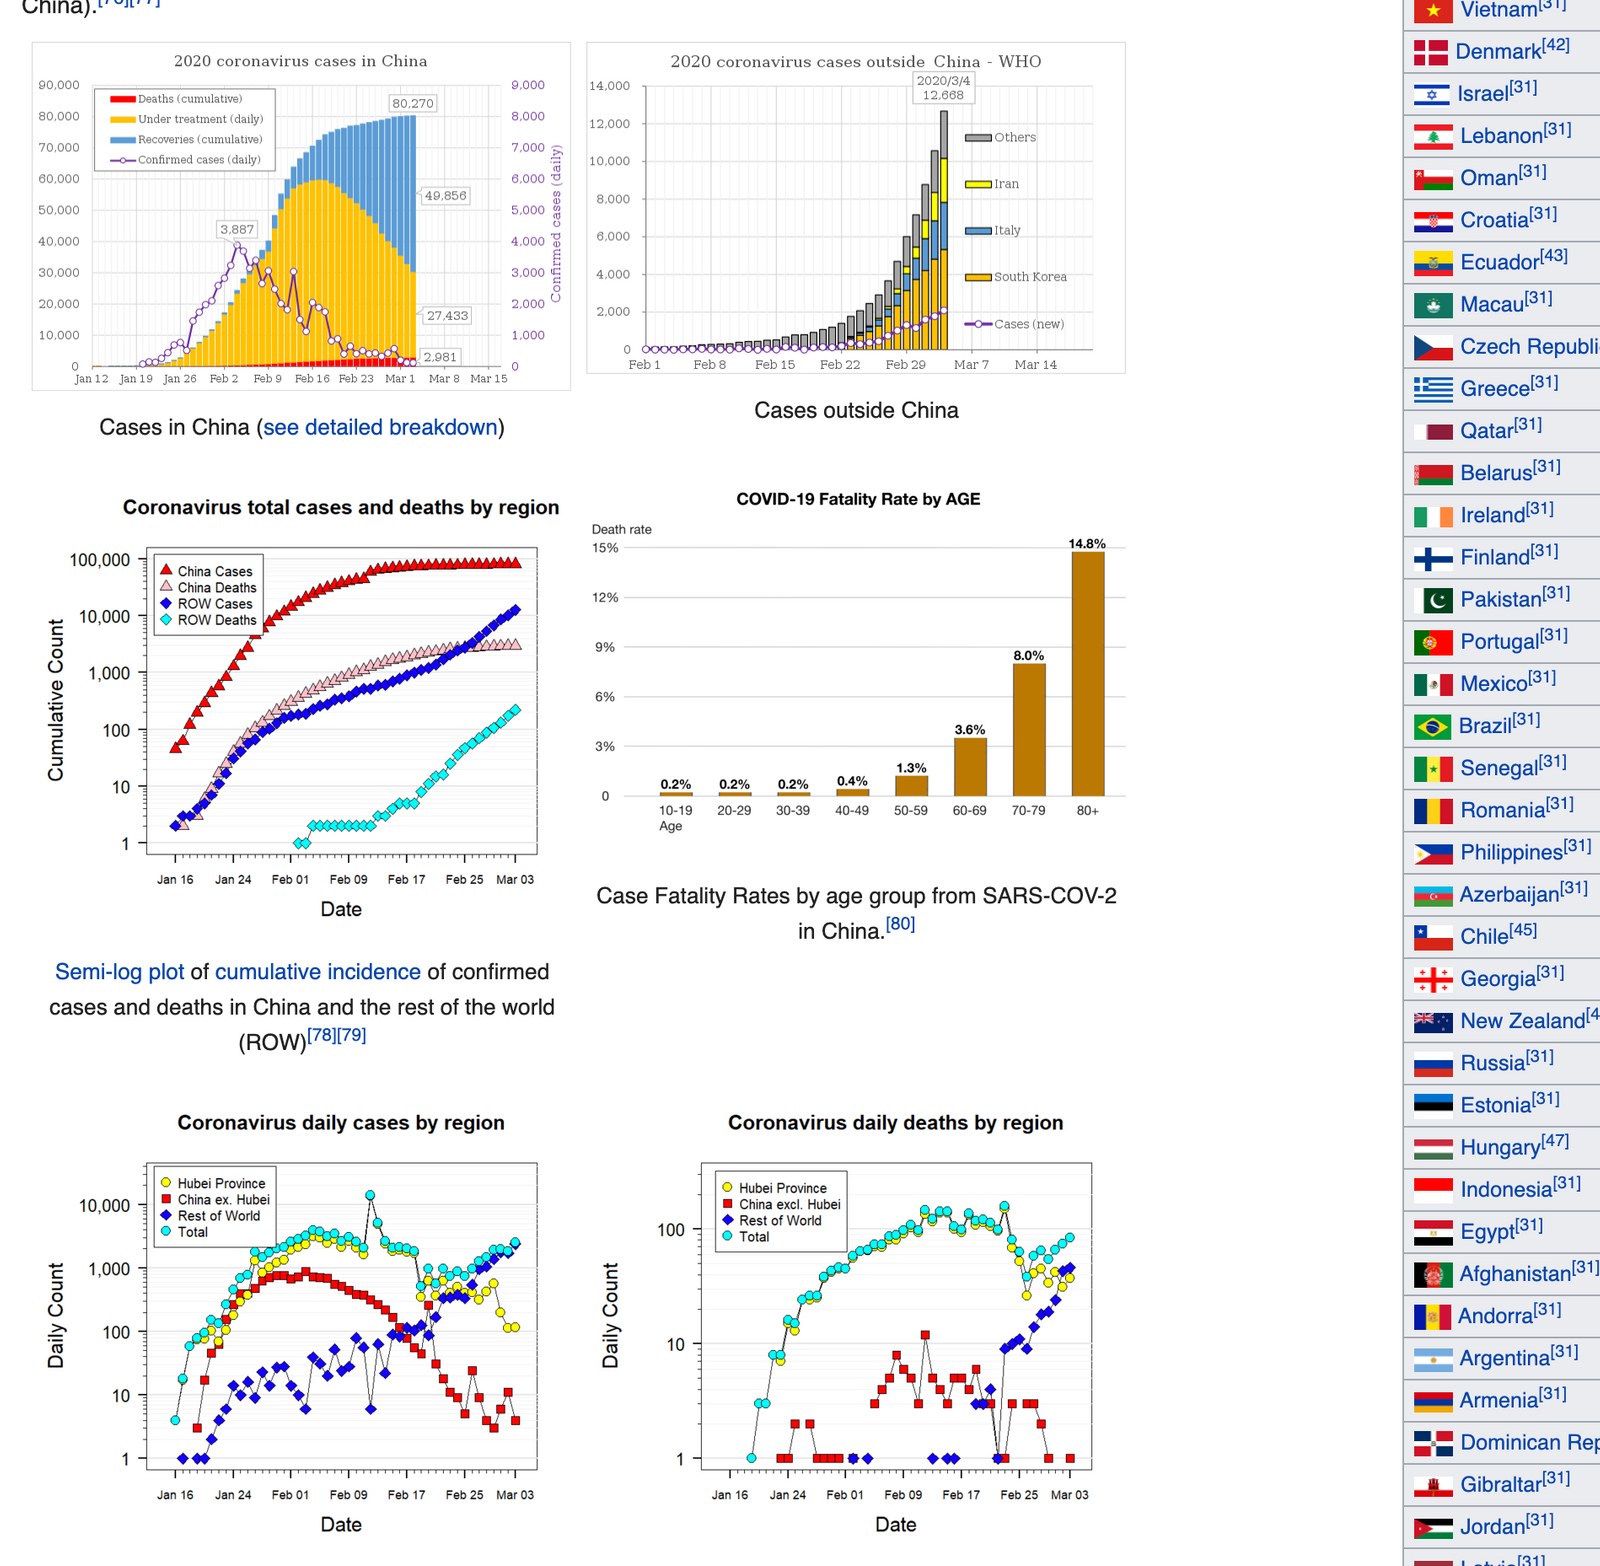 China).[76][77]
2020 coronavirus cases in China
90,000
80,000
70,000
60,000
50,000
40,000
30,000
20,000
10,000
0
9,000
8,000
7,000
6,000
5,000
4,000
3,000
2,000
1,000
0
Confirmed cases (daily)
Deaths (cumulative)
Under treatment (daily)
Recoveries (cumulative)
Confirmed cases (daily)
80,270
49,856
3,887
27,433
2,981
Jan 12 Jan 19 Jan 26 Feb 2 Feb 9 Feb 16 Feb 23 Mar 1 Mar 8 Mar 15
Cases in China (see detailed breakdown)
2020 coronavirus cases outside China - WHO
2020/3/4
12,668
14,000
12,000
10,000
8,000
6,000
4,000
2,000
0
Others
Iran
Italy
South Korea
Cases (new)
Feb 1 Feb 8 Feb 15 Feb 22 Feb 29 Mar 7 Mar 14
Cases outside China
Coronavirus total cases and deaths by region
Cumulative Count
100,000
10,000
1,000
100
10
1
China Cases
China Deaths
ROW Cases
ROW Deaths
Jan 16 Jan 24 Feb 01 Feb 09 Feb 17 Feb 25 Mar 03
Date
Semi-log plot of cumulative incidence of confirmed
cases and deaths in China and the rest of the world
(ROW)[78][79]
COVID-19 Fatality Rate by AGE
Death rate
15%
12%
9%
6%
3%
0
0.2% 0.2% 0.2% 0.4% 1.3% 3.6% 8.0% 14.8%
10-19 20-29 30-39 40-49 50-59 60-69 70-79 80+
Age
Case Fatality Rates by age group from SARS-COV-2
in China.[80]
Coronavirus daily cases by region
Daily Count
10,000
1,000
100
10
1
Hubei Province
China ex. Hubei
Rest of World
Total
Jan 16 Jan 24 Feb 01 Feb 09 Feb 17 Feb 25 Mar 03
Date
Coronavirus daily deaths by region
Daily Count
100
10
1
Hubei Province
China excl. Hubei
Rest of World
Total
Jan 16 Jan 24 Feb 01 Feb 09 Feb 17 Feb 25 Mar 03
Date
Vietnam[31]
Denmark[42]
Israel[31]
Lebanon[31]
Oman[31]
Croatia[31]
Ecuador[43]
Macau[31]
Czech Republi
Greece[31]
Qatar[31]
Belarus[31]
Ireland[31]
Finland[31]
Pakistan[31]
Portugal[31]
Mexico[31]
Brazil[31]
Senegal[31]
Romania[31]
Philippines[31]
Azerbaijan[31]
Chile[45]
Georgia[31]
New Zealand[4
Russia[31]
Estonia[31]
Hungary[47]
Indonesia[31]
Egypt[31]
Afghanistan[31]
Andorra[31]
Argentina[31]
Armenia[31]
Dominican Rep
Gibraltar[31]
Jordan[31]
Latvia[31]